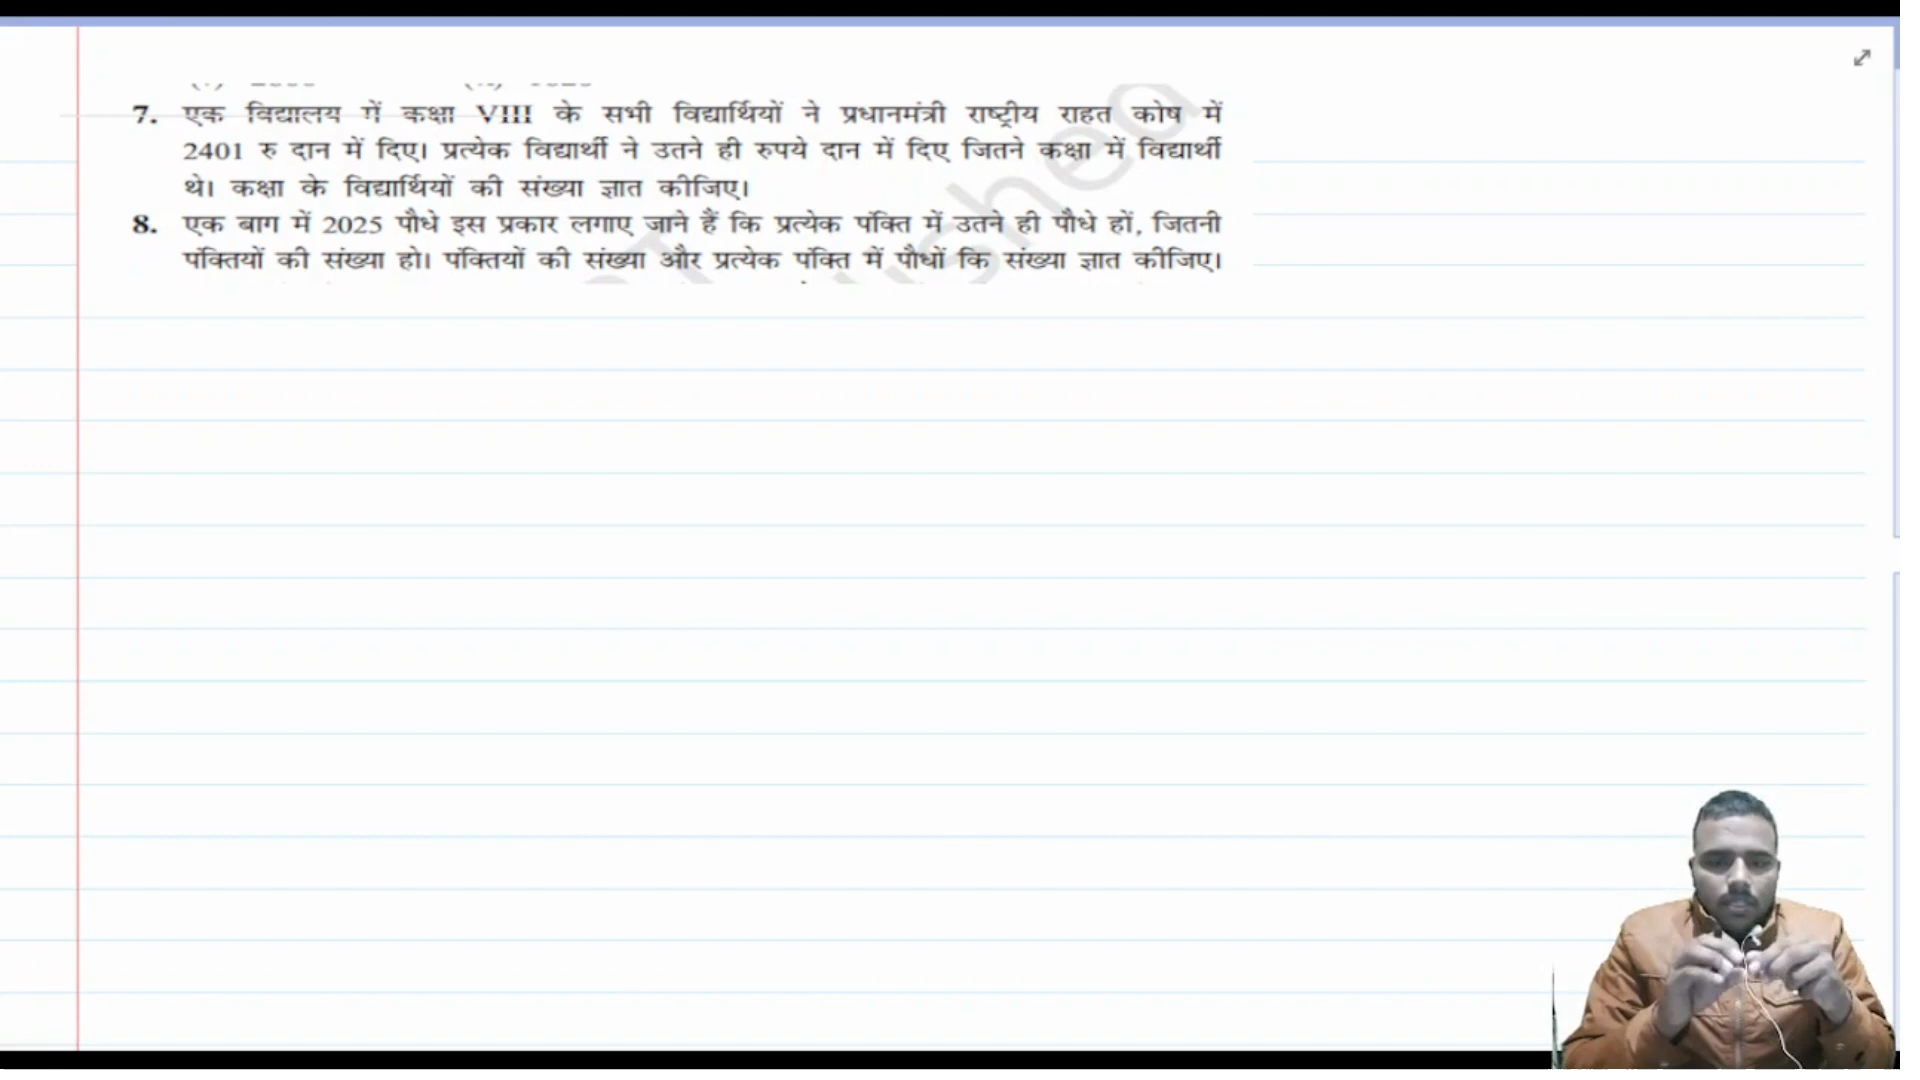 7. एक विद्यालय में कक्षा VIII के सभी विद्यार्थियों ने प्रधानमंत्री राष्ट्रीय राहत कोष में
2401 रु दान में दिए। प्रत्येक विद्यार्थी ने उतने ही रुपये दान में दिए जितने कक्षा में विद्यार्थी
थे। कक्षा के विद्यार्थियों की संख्या ज्ञात कीजिए।
8. एक बाग में 2025 पौधे इस प्रकार लगाए जाने हैं कि प्रत्येक पंक्ति में उतने ही पौधे हों, जितनी
पंक्तियों की संख्या हो। पंक्तियों की संख्या और प्रत्येक पंक्ति में पौधों कि संख्या ज्ञात कीजिए।